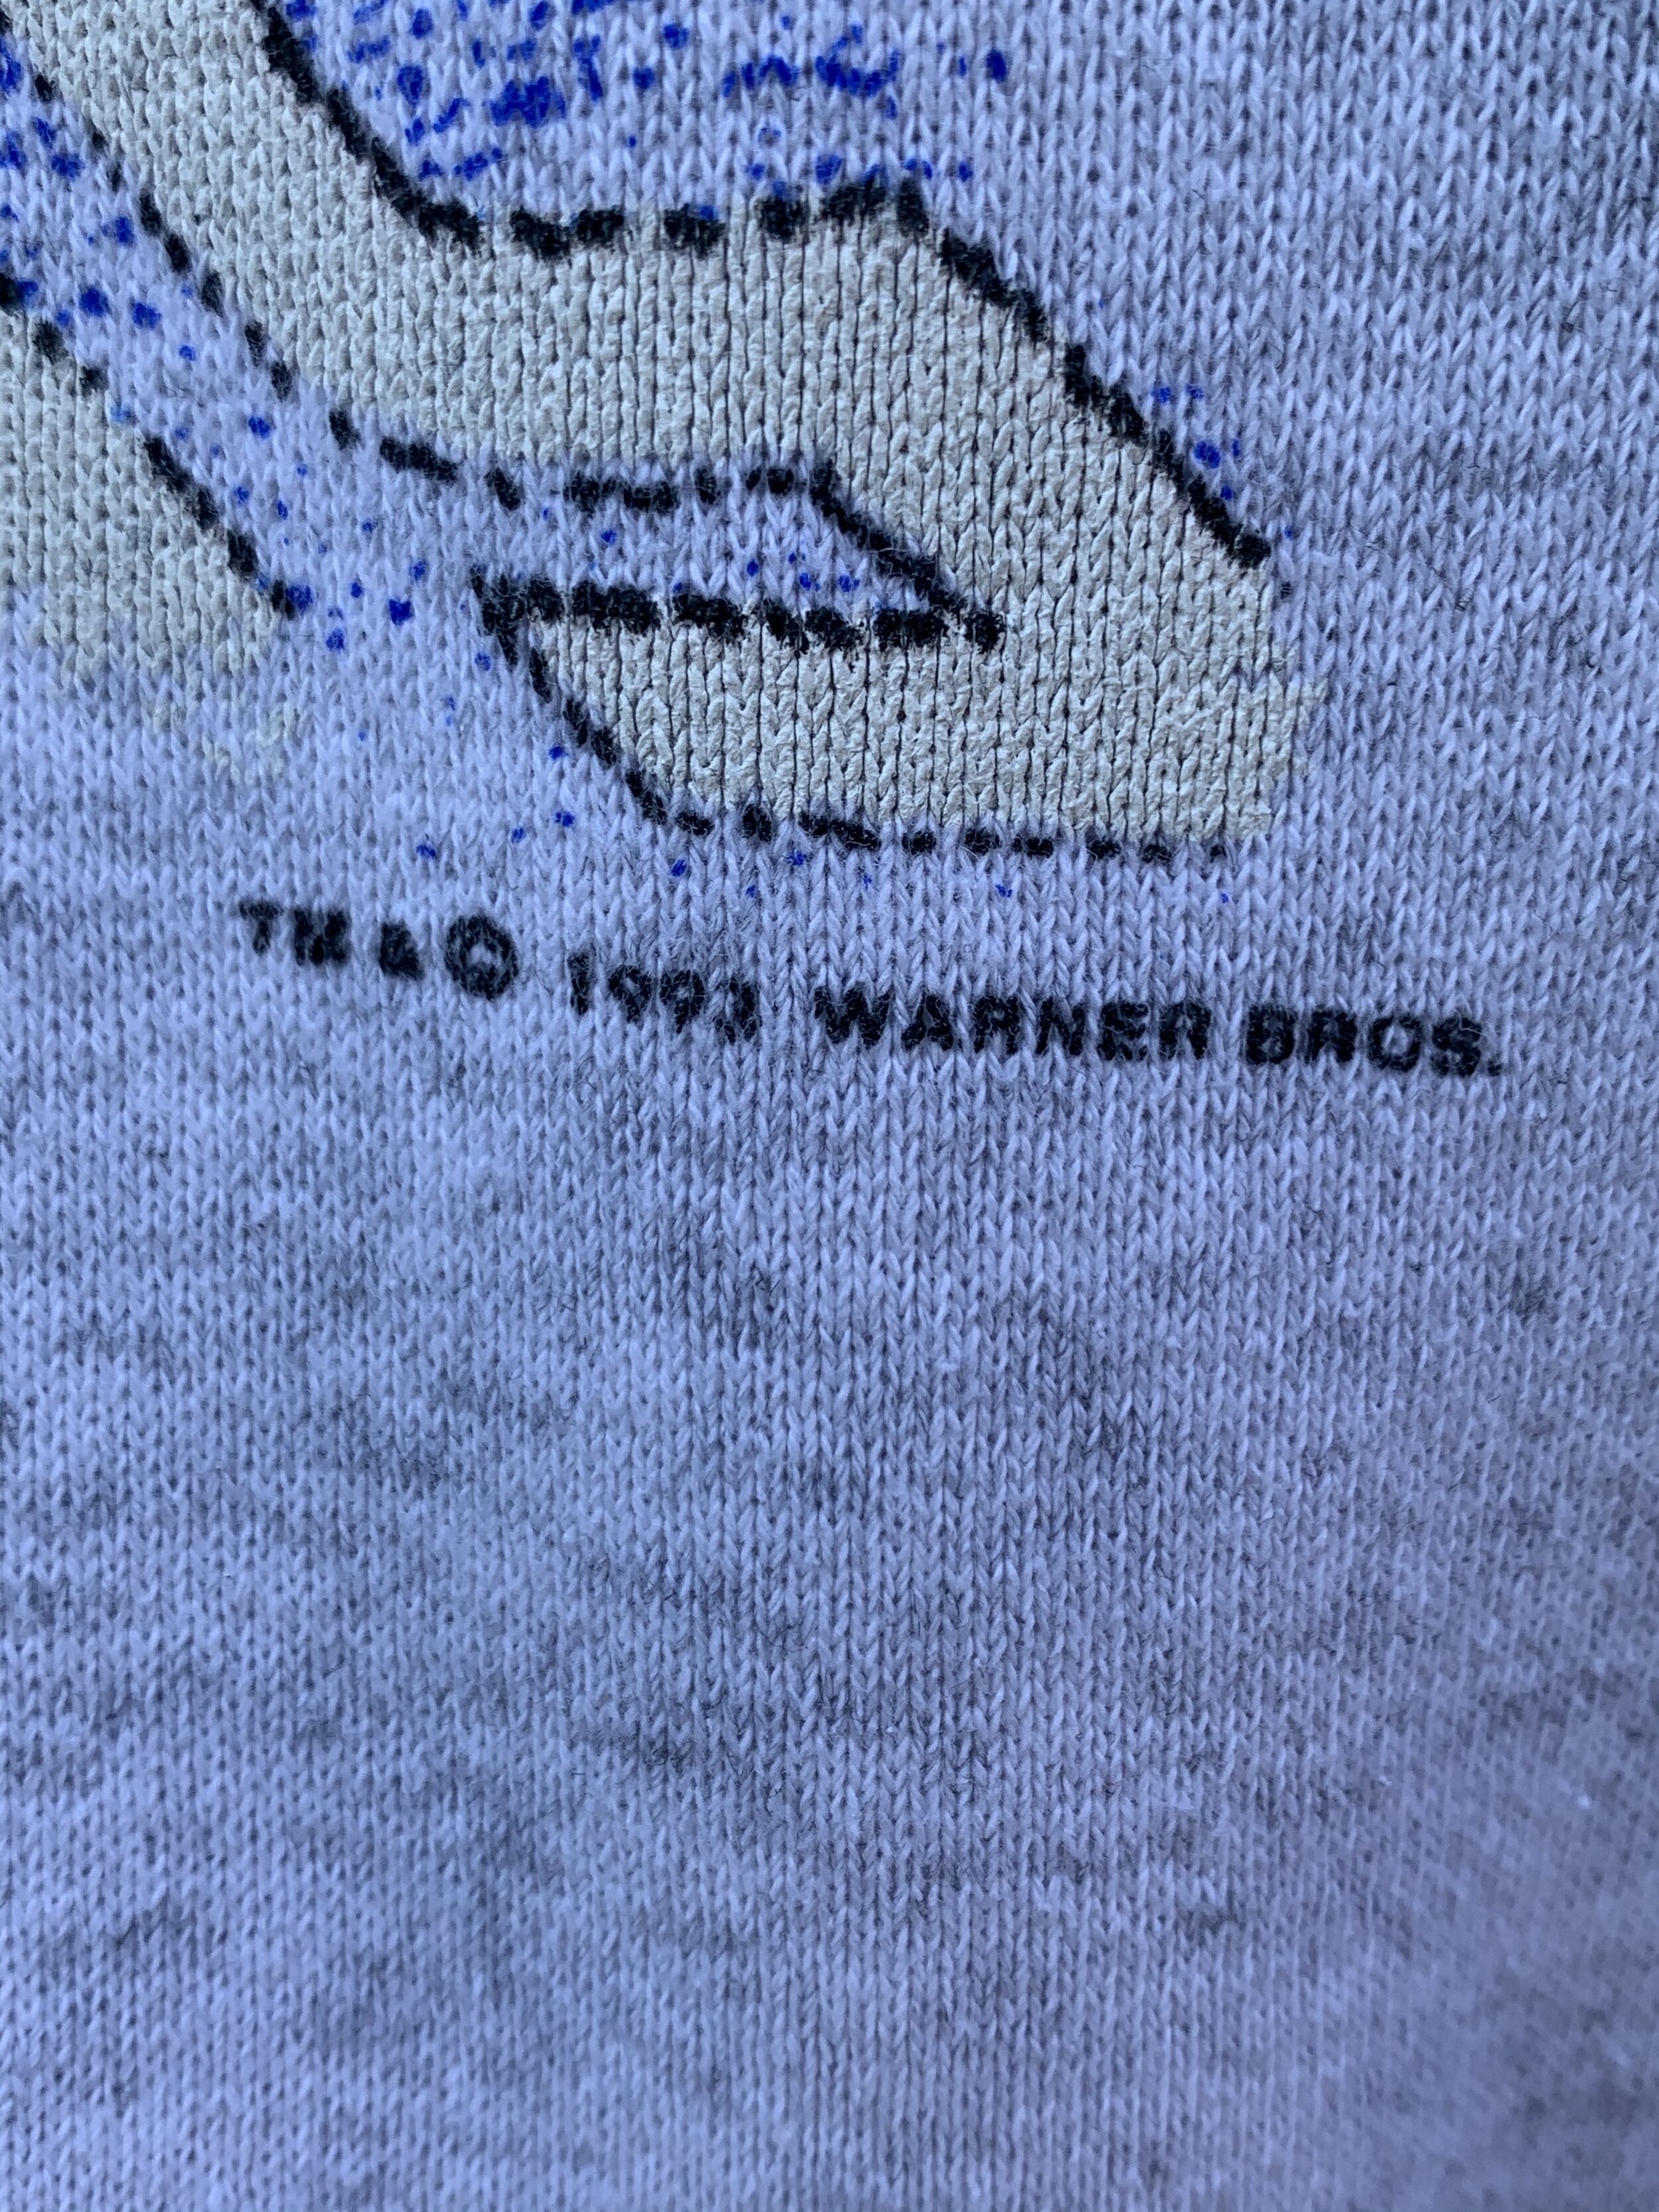 TM & © 1993 WARNER BROS.